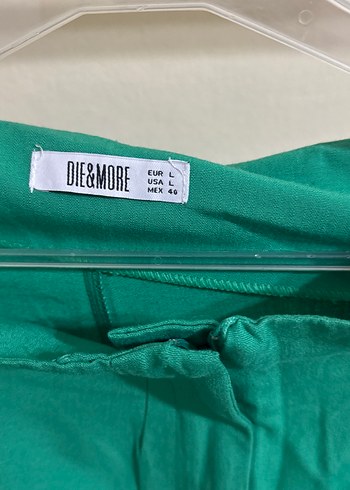 DIE&MORE
EUR L
USA L
MEX 40